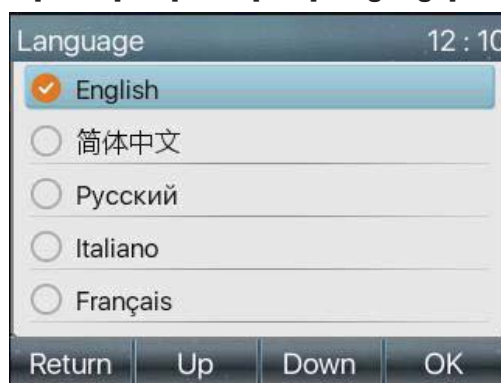 Language 12 : 10
English
简体中文
Русский
Italiano
Français
Return Up Down OK